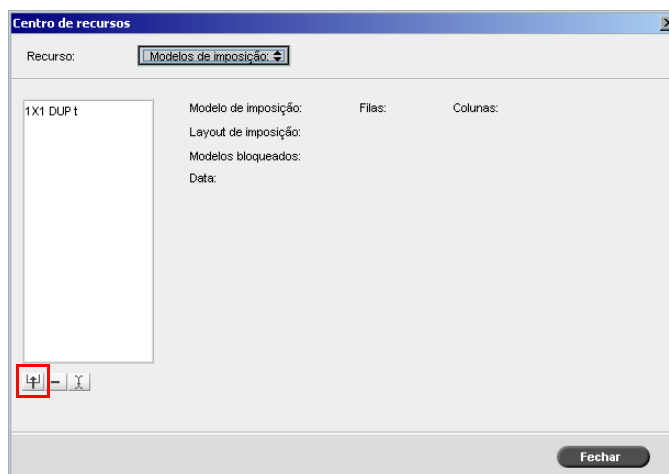 Centro de recursos
Recurso: Modelos de imposição:
1X1 DUP t
Modelo de imposição: Filas: Colunas:
Layout de imposição:
Modelos bloqueados:
Data:
Fechar